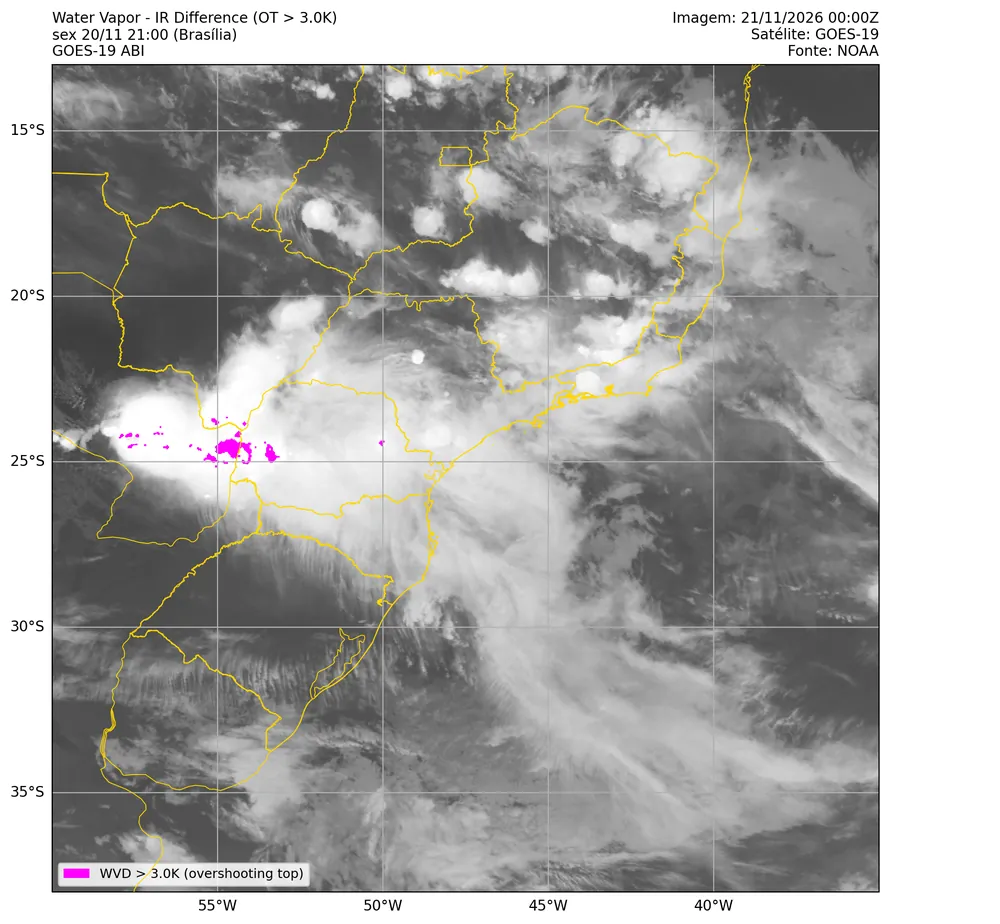 Water Vapor - IR Difference (OT > 3.0K)
sex 20/11 21:00 (Brasília)
GOES-19 ABI
Imagem: 21/11/2026 00:00Z
Satélite: GOES-19
Fonte: NOAA
15°S
20°S
25°S
30°S
35°S
WVD > 3.0K (overshooting top)
55°W
50°W
45°W
40°W